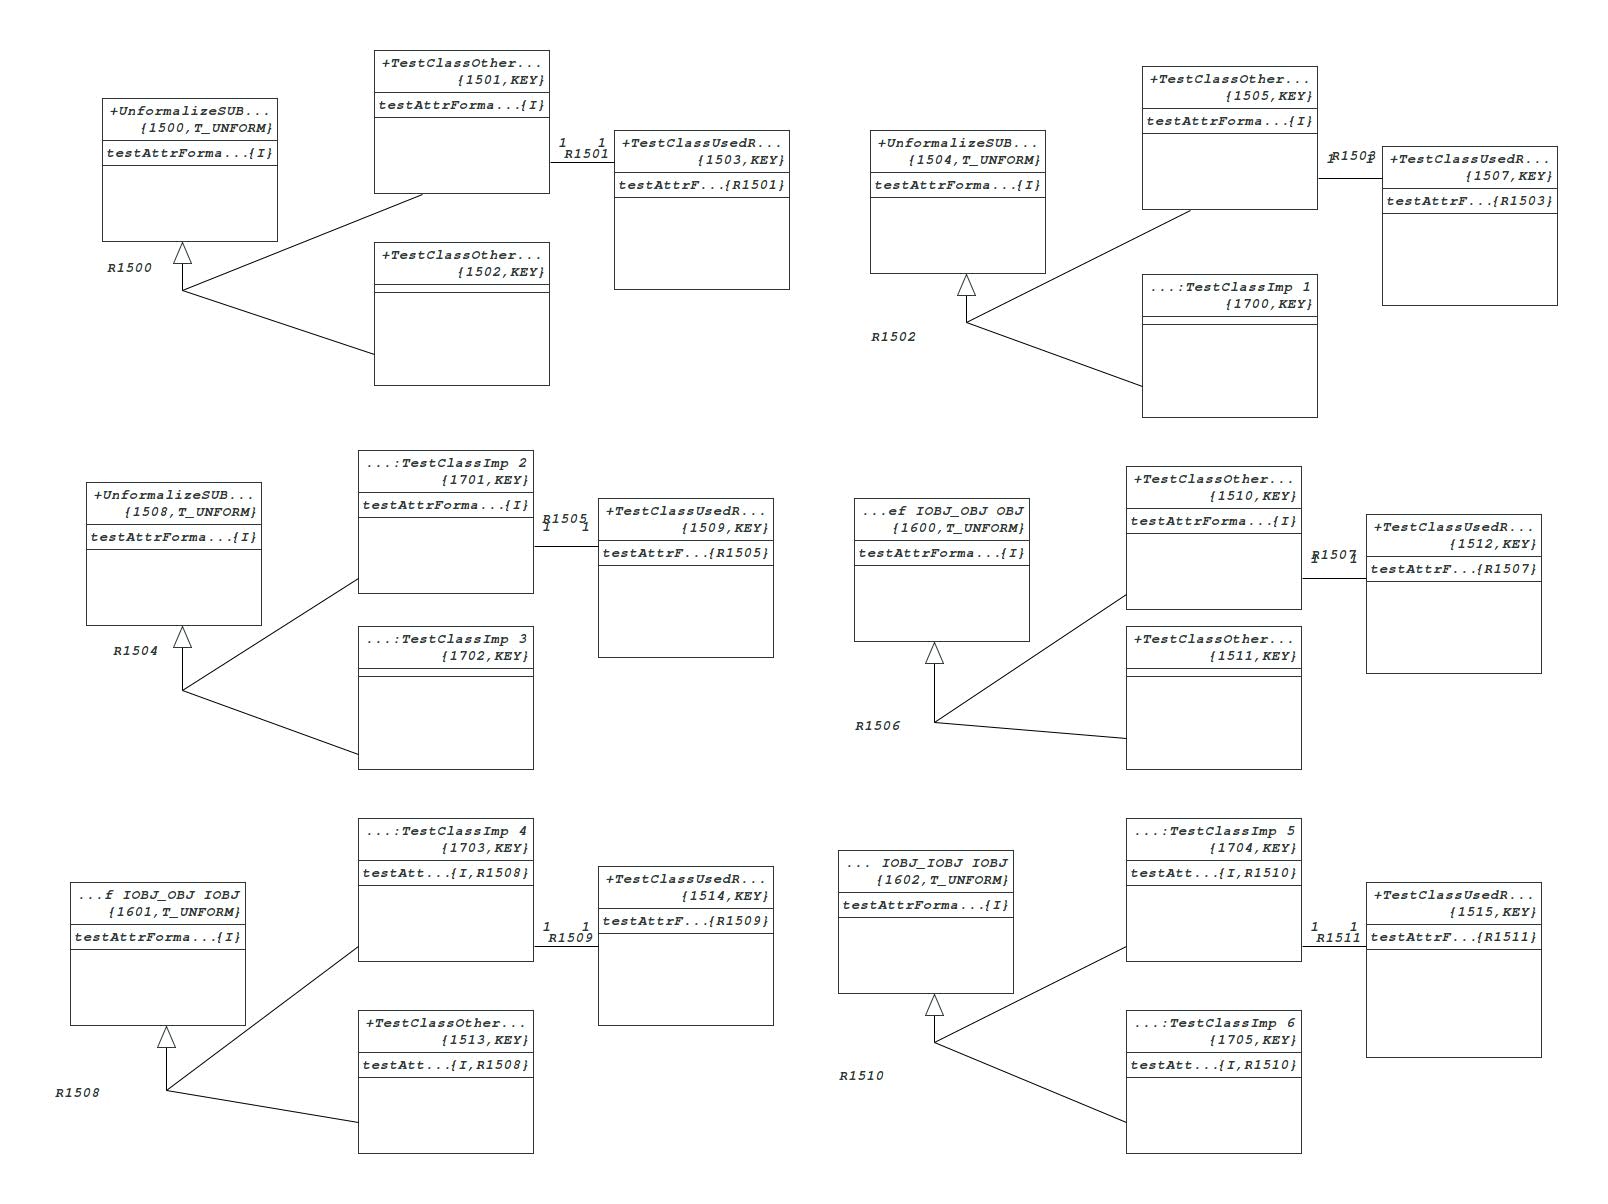 +TestClassOther...
{1501,KEY}
testAttrForma...{I}
+UnformalizeSUB...
{1500,T_UNFORM}
testAttrForma...{I}
1 1
R1501
+TestClassUsedR...
{1503,KEY}
testAttrF...{R1501}
R1500
+TestClassOther...
{1502,KEY}
+TestClassOther...
{1505,KEY}
testAttrForma...{I}
+UnformalizeSUB...
{1504,T_UNFORM}
testAttrForma...{I}
R1503
1 1
+TestClassUsedR...
{1507,KEY}
testAttrF...{R1503}
R1502
...:TestClassImp 1
{1700,KEY}
...:TestClassImp 2
{1701,KEY}
testAttrForma...{I}
+UnformalizeSUB...
{1508,T_UNFORM}
testAttrForma...{I}
R1505
1 1
+TestClassUsedR...
{1509,KEY}
testAttrF...{R1505}
R1504
...:TestClassImp 3
{1702,KEY}
+TestClassOther...
{1510,KEY}
testAttrForma...{I}
...ef IOBJ_OBJ OBJ
{1600,T_UNFORM}
testAttrForma...{I}
R1507
1 1
+TestClassUsedR...
{1512,KEY}
testAttrF...{R1507}
R1506
+TestClassOther...
{1511,KEY}
...:TestClassImp 4
{1703,KEY}
testAtt...{I,R1508}
...f IOBJ_OBJ IOBJ
{1601,T_UNFORM}
testAttrForma...{I}
1 1
R1509
+TestClassUsedR...
{1514,KEY}
testAttrF...{R1509}
R1508
+TestClassOther...
{1513,KEY}
testAtt...{I,R1508}
...:TestClassImp 5
{1704,KEY}
testAtt...{I,R1510}
... IOBJ_IOBJ IOBJ
{1602,T_UNFORM}
testAttrForma...{I}
1 1
R1511
+TestClassUsedR...
{1515,KEY}
testAttrF...{R1511}
R1510
...:TestClassImp 6
{1705,KEY}
testAtt...{I,R1510}